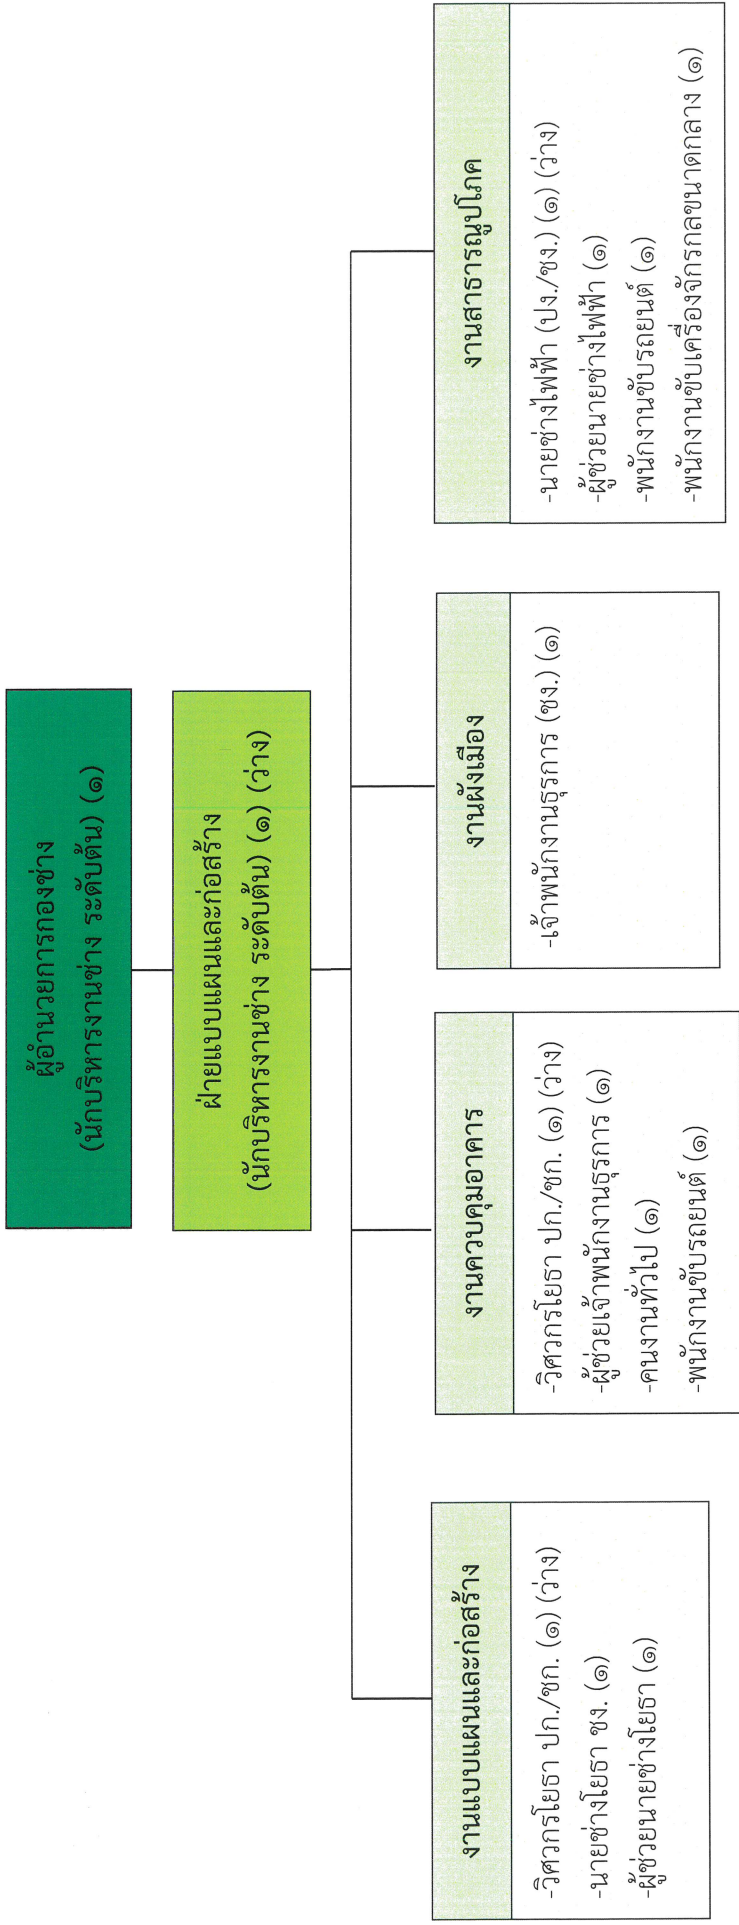 ผู้อำนวยการกองช่าง
(นักบริหารงานช่าง ระดับต้น) (๑)
ฝ่ายแบบแผนและก่อสร้าง
(นักบริหารงานช่าง ระดับต้น) (๑) (ว่าง)
งานแบบแผนและก่อสร้าง
-วิศวกรโยธา ปก./ชก. (๑) (ว่าง)
-นายช่างโยธา ชง. (๑)
-ผู้ช่วยนายช่างโยธา (๑)
งานควบคุมอาคาร
-วิศวกรโยธา ปก./ชก. (๑) (ว่าง)
-ผู้ช่วยเจ้าพนักงานธุรการ (๑)
-คนงานทั่วไป (๑)
-พนักงานขับรถยนต์ (๑)
งานผังเมือง
-เจ้าพนักงานธุรการ (ชง.) (๑)
งานสาธารณูปโภค
-นายช่างไฟฟ้า (ปง./ชง.) (๑) (ว่าง)
-ผู้ช่วยนายช่างไฟฟ้า (๑)
-พนักงานขับรถยนต์ (๑)
-พนักงานขับเครื่องจักรกลขนาดกลาง (๑)